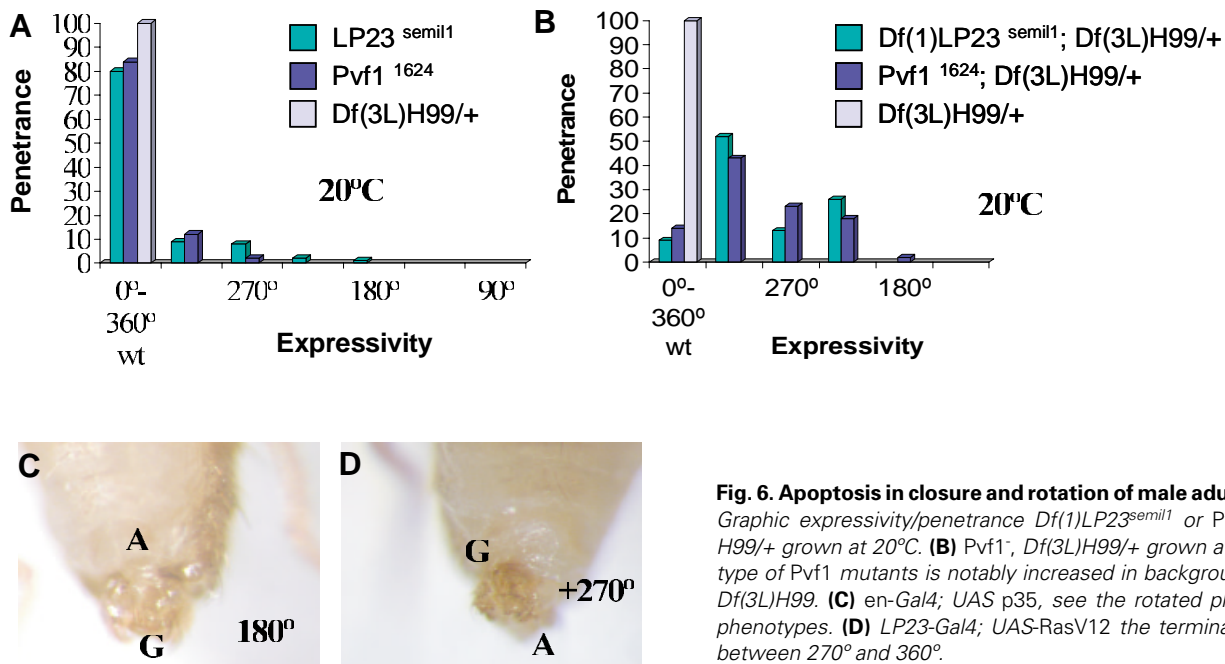 A
100
90
80
70
60
50
40
30
20
10
0
Penetrance
LP23 semil1
Pvf1 1624
Df(3L)H99/+
20ºC
0º-
360º
wt
270º
180º
90º
Expressivity
B
100
90
80
70
60
50
40
30
20
10
0
Penetrance
Df(1)LP23 semil1; Df(3L)H99/+
Pvf1 1624; Df(3L)H99/+
Df(3L)H99/+
20ºC
0º-
360º
wt
270º
180º
Expressivity
C
A
G
180º
D
G
+270º
A
Fig. 6. Apoptosis in closure and rotation of male adu
Graphic expressivity/penetrance Df(1)LP23semil1 or P
H99/+ grown at 20ºC. (B) Pvf1-, Df(3L)H99/+ grown a
type of Pvf1 mutants is notably increased in backgrou
Df(3L)H99. (C) en-Gal4; UAS p35, see the rotated p
phenotypes. (D) LP23-Gal4; UAS-RasV12 the termina
between 270º and 360º.